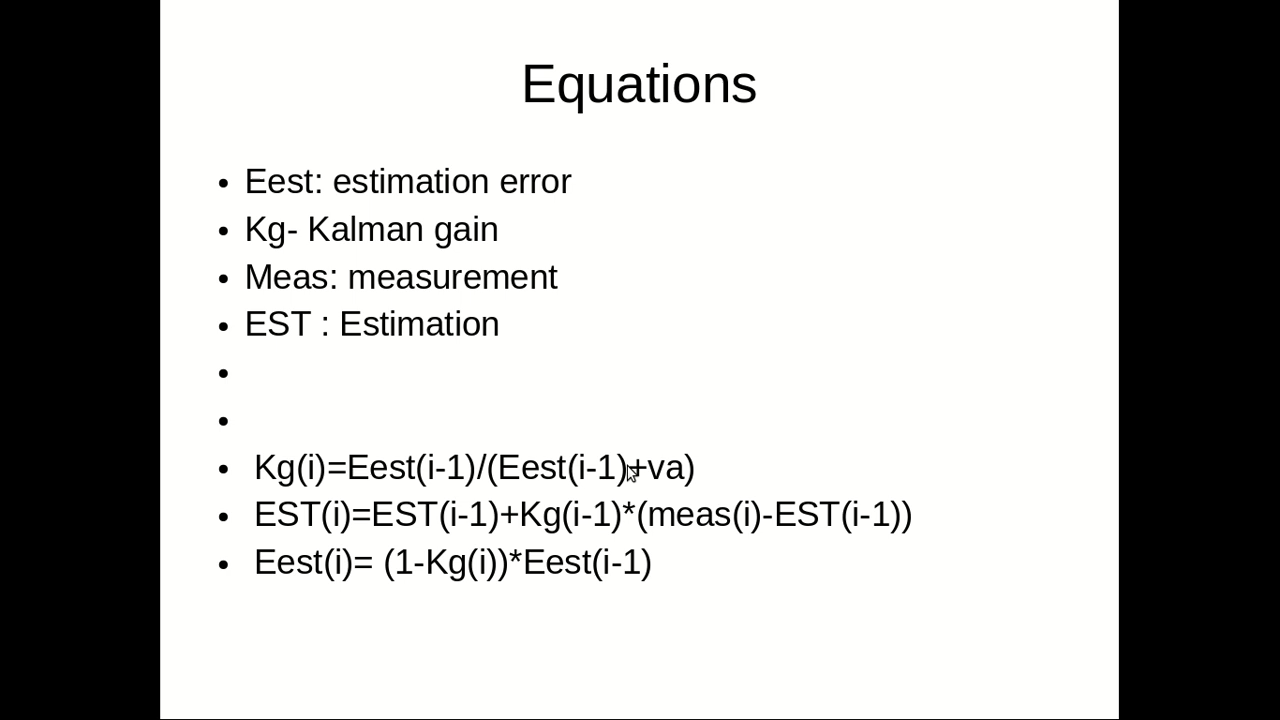 Equations
• Eest: estimation error
• Kg- Kalman gain
• Meas: measurement
• EST : Estimation
•
•
• Kg(i)=Eest(i-1)/(Eest(i-1)+va)
• EST(i)=EST(i-1)+Kg(i-1)*(meas(i)-EST(i-1))
• Eest(i)= (1-Kg(i))*Eest(i-1)